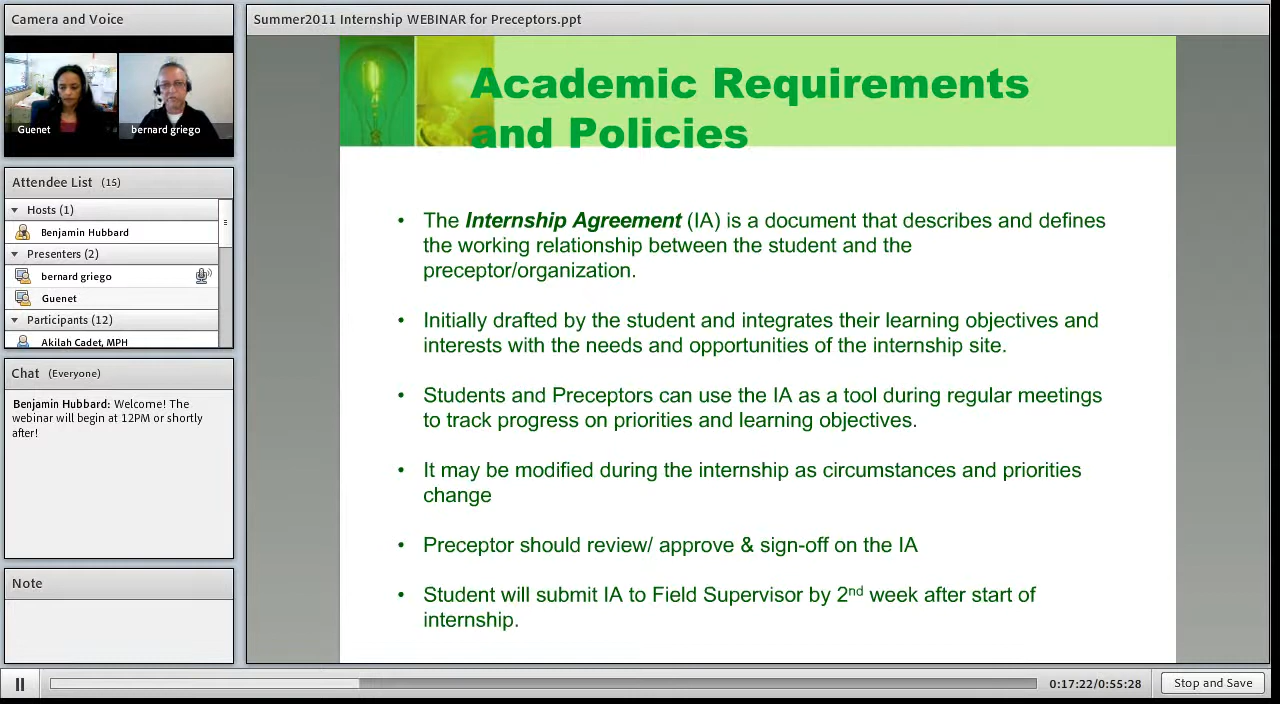 Camera and Voice
Guenet
bernard griego
Attendee List (15)
Hosts (1)
Benjamin Hubbard
Presenters (2)
bernard griego
Guenet
Participants (12)
Akilah Cadet, MPH
Chat (Everyone)
Benjamin Hubbard: Welcome! The
webinar will begin at 12PM or shortly
after!
Note
Summer2011 Internship WEBINAR for Preceptors.ppt
Academic Requirements
and Policies
• The Internship Agreement (IA) is a document that describes and defines
the working relationship between the student and the
preceptor/organization.
• Initially drafted by the student and integrates their learning objectives and
interests with the needs and opportunities of the internship site.
• Students and Preceptors can use the IA as a tool during regular meetings
to track progress on priorities and learning objectives.
• It may be modified during the internship as circumstances and priorities
change
• Preceptor should review/ approve & sign-off on the IA
• Student will submit IA to Field Supervisor by 2nd week after start of
internship.
0:17:22/0:55:28
Stop and Save